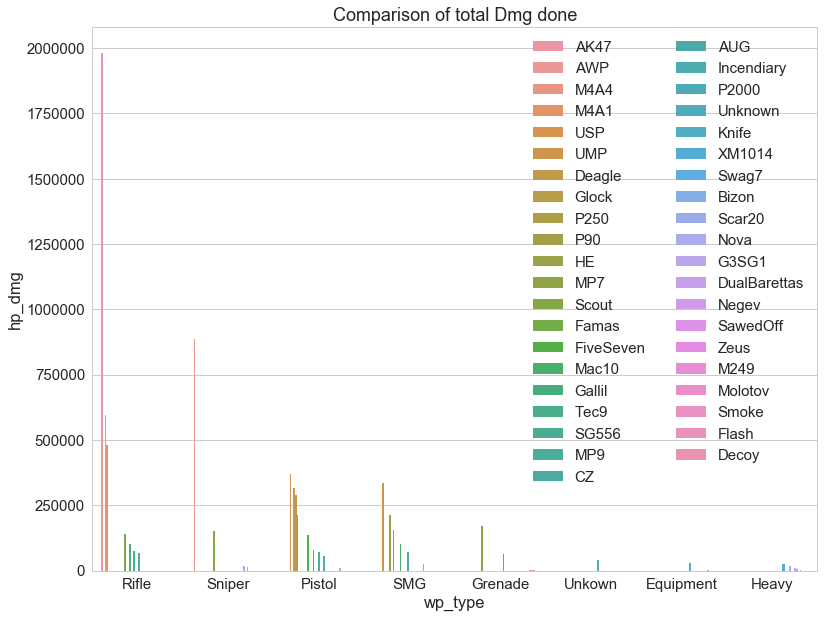 Comparison of total Dmg done
hp_dmg
2000000
1750000
1500000
1250000
1000000
750000
500000
250000
0
AK47
AWP
M4A4
M4A1
USP
UMP
Deagle
Glock
P250
P90
HE
MP7
Scout
Famas
FiveSeven
Mac10
Gallil
Tec9
SG556
MP9
CZ
AUG
Incendiary
P2000
Unknown
Knife
XM1014
Swag7
Bizon
Scar20
Nova
G3SG1
DualBarettas
Negev
SawedOff
Zeus
M249
Molotov
Smoke
Flash
Decoy
Rifle Sniper Pistol SMG Grenade Unkown Equipment Heavy
wp_type